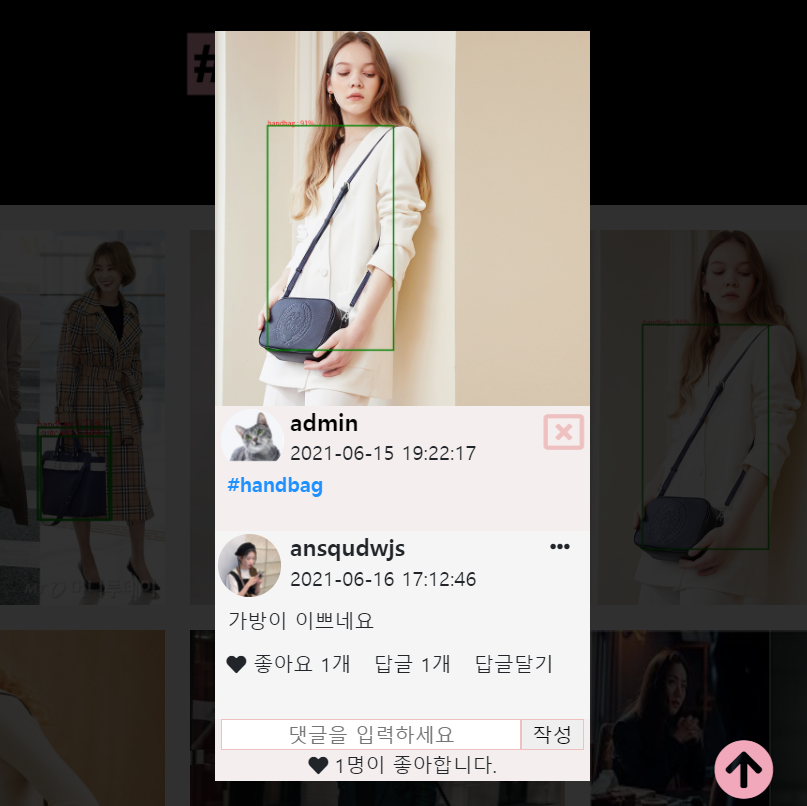 #
handbag : 91%
admin
2021-06-15 19:22:17
#handbag
ansqudwjs
2021-06-16 17:12:46
가방이 이쁘네요
좋아요 1개 답글 1개 답글달기
댓글을 입력하세요 작성
1명이 좋아합니다.